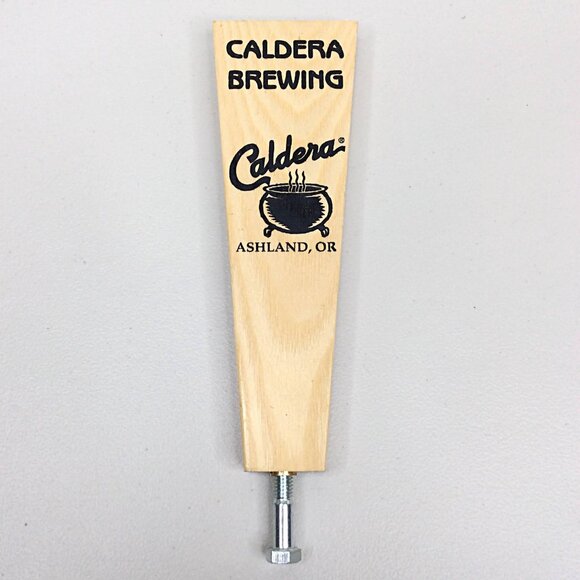 CALDERA
BREWING
Caldera®
ASHLAND, OR